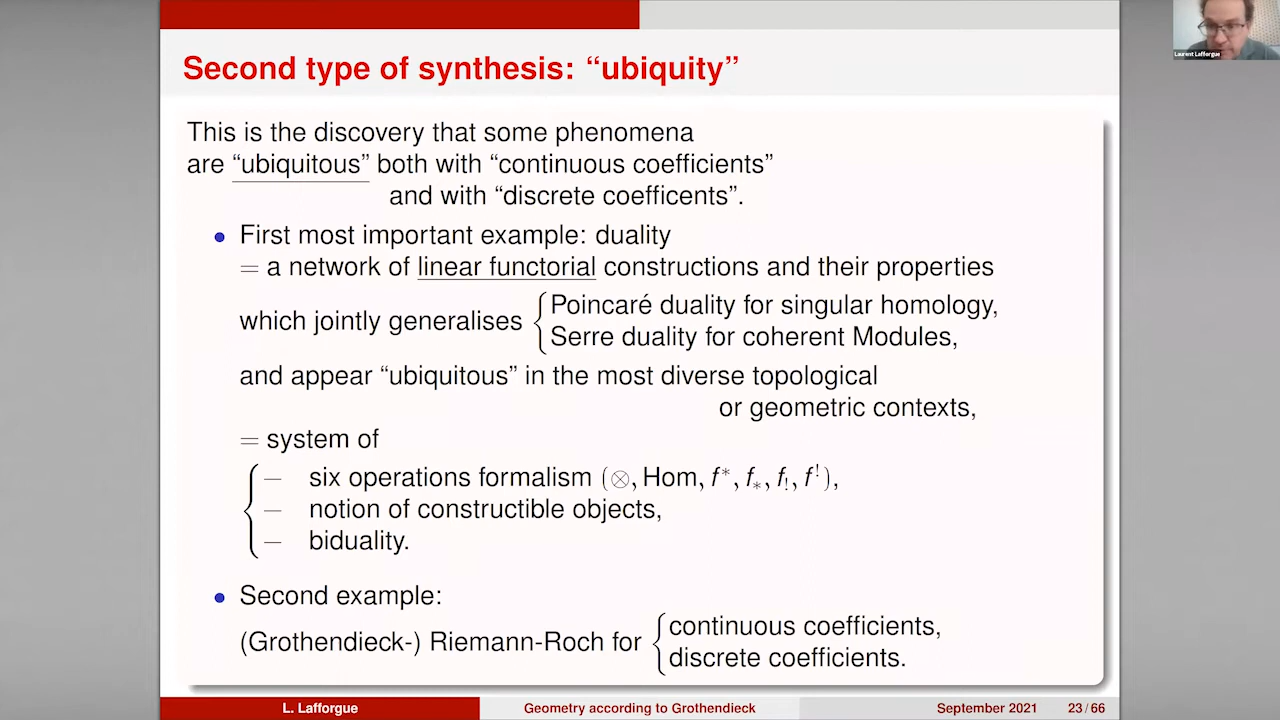 Second type of synthesis: “ubiquity”
Laurent Lafforgue
This is the discovery that some phenomena
are “ubiquitous” both with “continuous coefficients”
and with “discrete coefficents”.
• First most important example: duality
= a network of linear functorial constructions and their properties
which jointly generalises { Poincaré duality for singular homology,
Serre duality for coherent Modules,
and appear “ubiquitous” in the most diverse topological
or geometric contexts,
= system of
{ – six operations formalism (⊗, Hom, f*, f_*, f_!, f^!),
– notion of constructible objects,
– biduality.
• Second example:
(Grothendieck-) Riemann-Roch for { continuous coefficients,
discrete coefficients.
L. Lafforgue Geometry according to Grothendieck September 2021 23 / 66